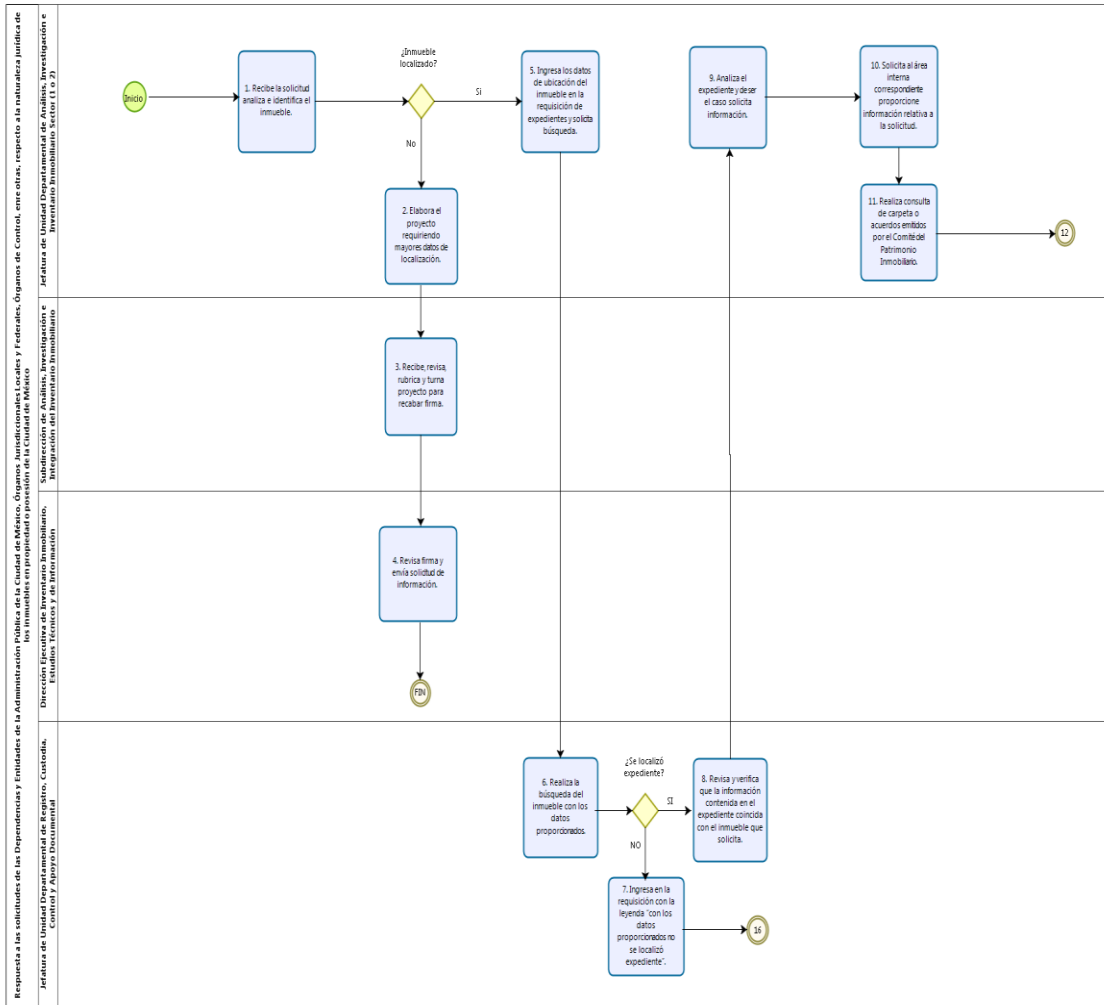 Respuesta a las solicitudes de las Dependencias y Entidades de la Administración Pública de la Ciudad de México, Órganos Jurisdiccionales Locales y Federales, Órganos de Control, enre otras, respecto a la naturaleza jurídica de
los inmuebles en propiedad o posesión de la Ciudad de México
Jefatura de Unidad Departamental de Análisis, Investigación e
Inventario Inmobiliario Sector (1 o 2)
Inicio
1. Recibe la solicitud
analiza e identifica el
inmueble.
¿Inmueble
localizado?
Si
No
2. Elabora el
proyecto
requiriendo
mayores datos de
localización.
5. Ingresa los datos
de ubicación del
inmueble en la
requisición de
expedientes y solicita
búsqueda.
9. Analiza el
expediente y de ser
el caso solicita
información.
10. Solicita al área
interna
correspondiente
proporcione
información relativa a
la solicitud.
11. Realiza consulta
de carpeta o
acuerdos emitidos
por el Comité del
Patrimonio
Inmobiliario.
12
Subdirección de Análisis, Investigación e
Integración del Inventario Inmobiliario
3. Recibe, revisa,
rubrica y turna
proyecto para
recabar firma.
Dirección Ejecutiva de Inventario Inmobiliario,
Estudios Técnicos y de Información
4. Revisa firma y
envía solicitud de
información.
FIN
Jefatura de Unidad Departamental de Registro, Custodia,
Control y Apoyo Documental
6. Realiza la
búsqueda del
inmueble con los
datos
proporcionados.
¿Se localizó
expediente?
SI
NO
8. Revisa y verifica
que la información
contenida en el
expediente coincida
con el inmueble que
solicita.
7. Ingresa en la
requisición con la
leyenda "con los
datos
proporcionados no
se localizó
expediente".
16